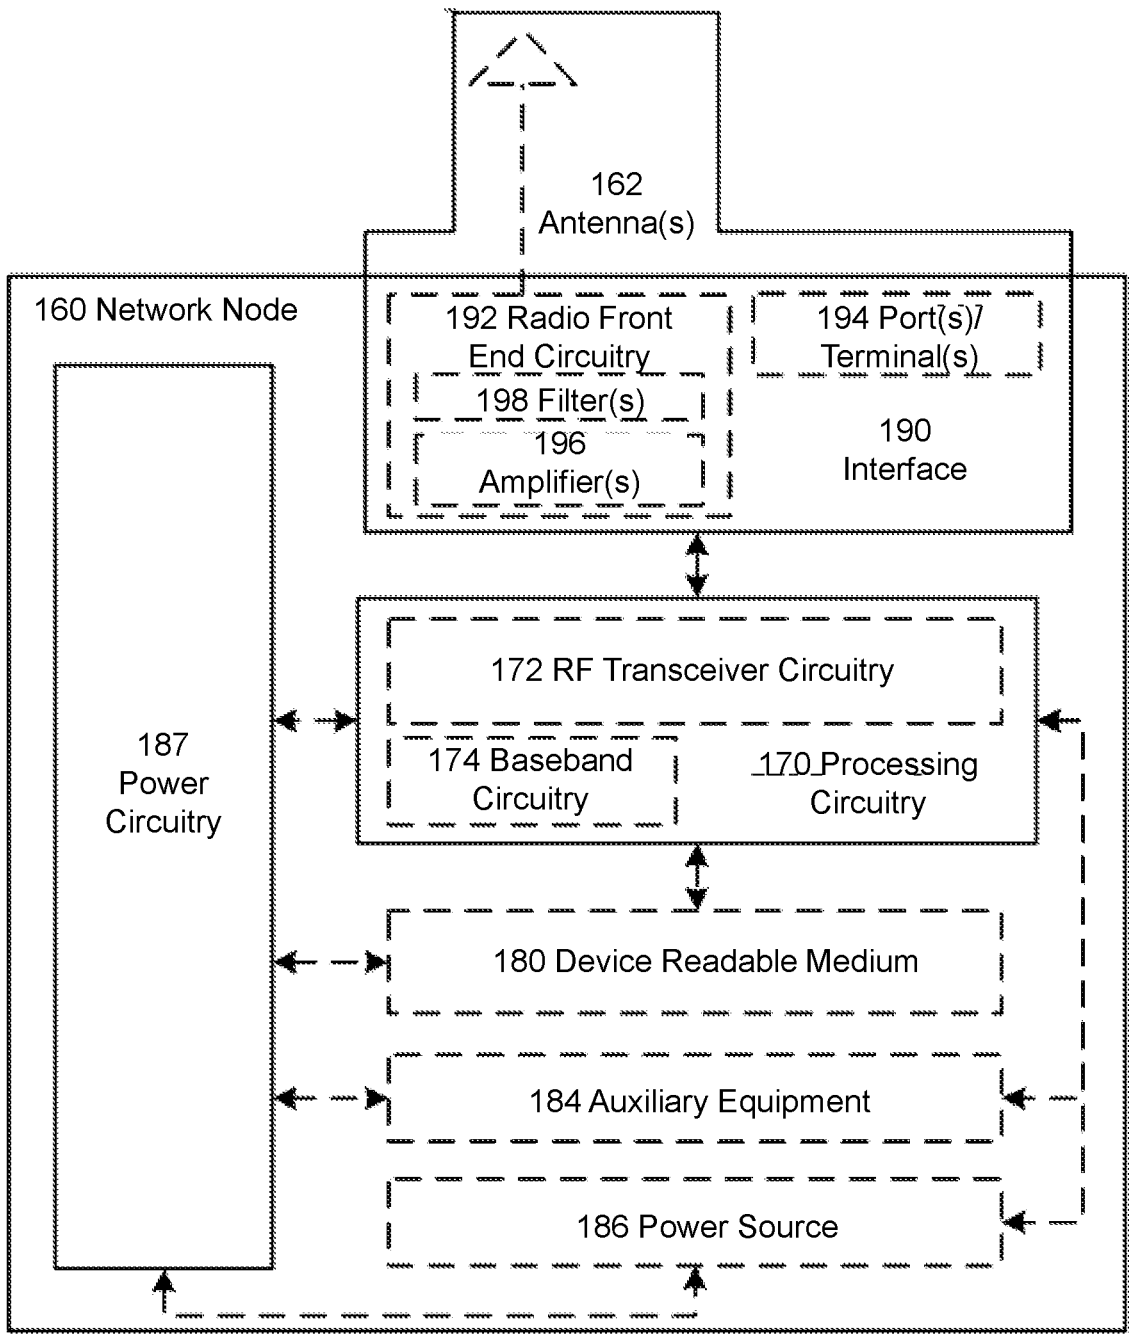 162
Antenna(s)
160 Network Node
192 Radio Front
End Circuitry
194 Port(s)/
Terminal(s)
198 Filter(s)
196
Amplifier(s)
190
Interface
172 RF Transceiver Circuitry
187
Power
Circuitry
174 Baseband
Circuitry
170 Processing
Circuitry
180 Device Readable Medium
184 Auxiliary Equipment
186 Power Source